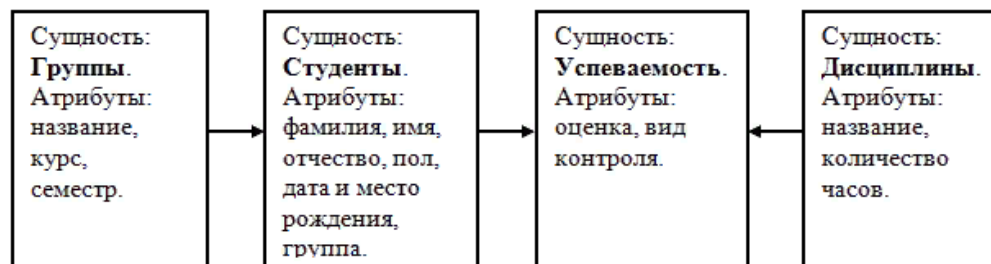 Сущность:
Группы.
Атрибуты:
название,
курс,
семестр.
Сущность:
Студенты.
Атрибуты:
фамилия, имя,
отчество, пол,
дата и место
рождения,
группа.
Сущность:
Успеваемость.
Атрибуты:
оценка, вид
контроля.
Сущность:
Дисциплины.
Атрибуты:
название,
количество
часов.